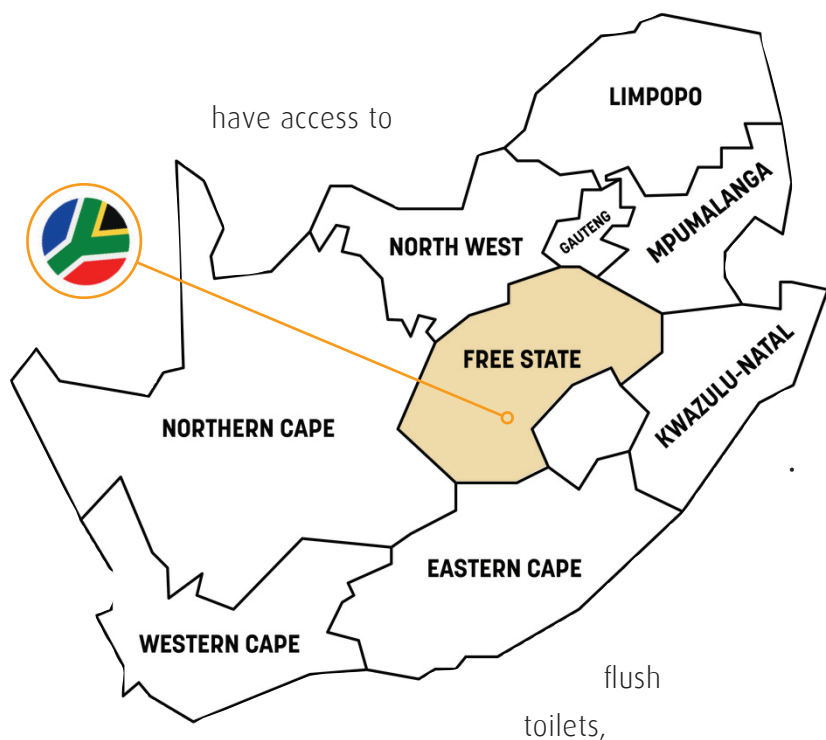 LIMPOPO
have access to
MPUMALANGA
GAUTENG
NORTH WEST
FREE STATE
KWAZULU-NATAL
NORTHERN CAPE
.
EASTERN CAPE
WESTERN CAPE
flush
toilets,